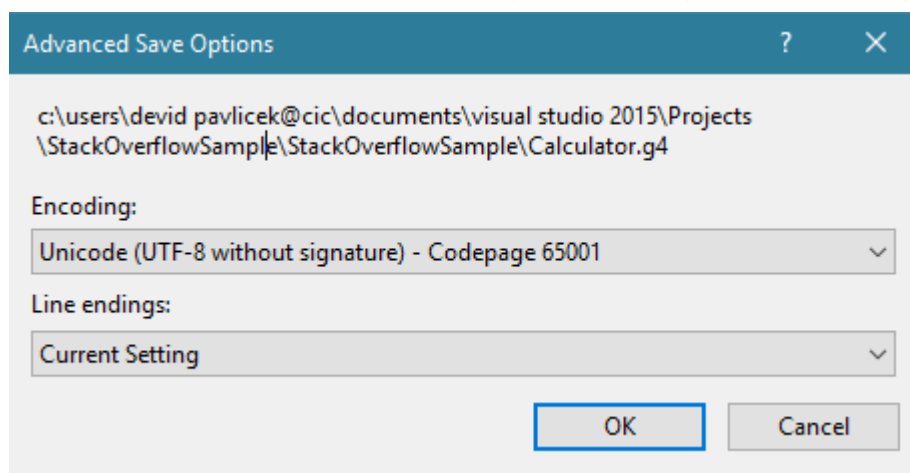 Advanced Save Options ?
c:\users\devid pavlicek@cic\documents\visual studio 2015\Projects
\StackOverflowSample\StackOverflowSample\Calculator.g4
Encoding:
Unicode (UTF-8 without signature) - Codepage 65001
Line endings:
Current Setting
OK Cancel